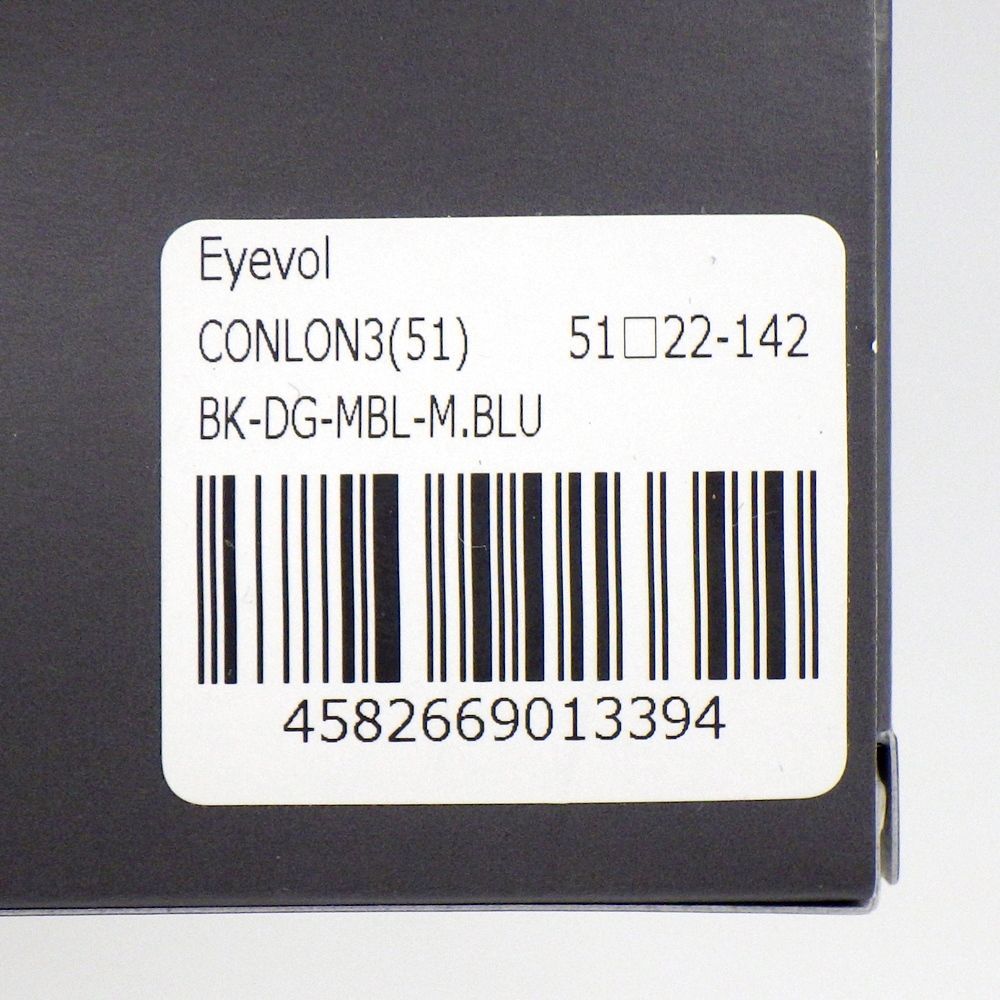 Eyevol
CONLON3(51) 51□22-142
BK-DG-MBL-M.BLU
4582669013394